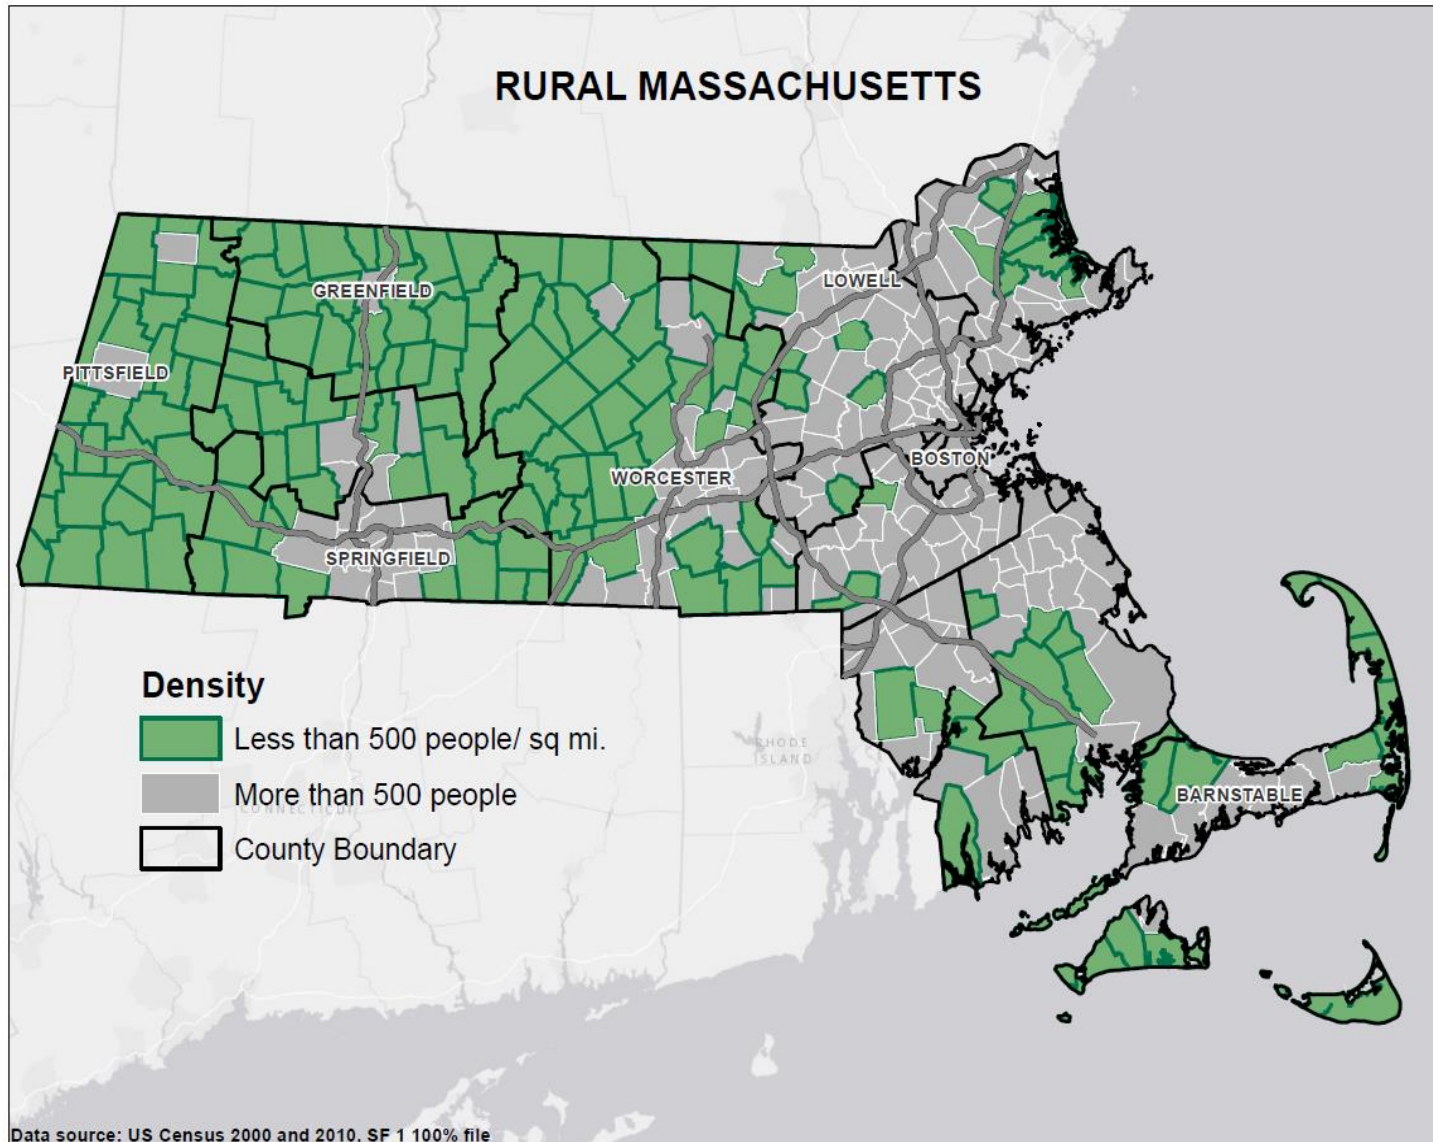 RURAL MASSACHUSETTS
LOWELL
GREENFIELD
PITTSFIELD
BOSTON
WORCESTER
SPRINGFIELD
BARNSTABLE
Density
Less than 500 people/ sq mi.
More than 500 people
County Boundary
RHODE
ISLAND
CONNECTICUT
Data source: US Census 2000 and 2010, SF 1 100% file